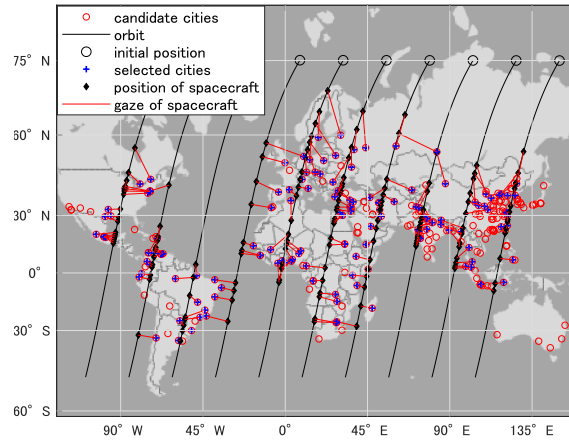 candidate cities
orbit
initial position
selected cities
position of spacecraft
gaze of spacecraft
75° N
60° N
30° N
0°
30° S
60° S
90° W 45° W 0° 45° E 90° E 135° E